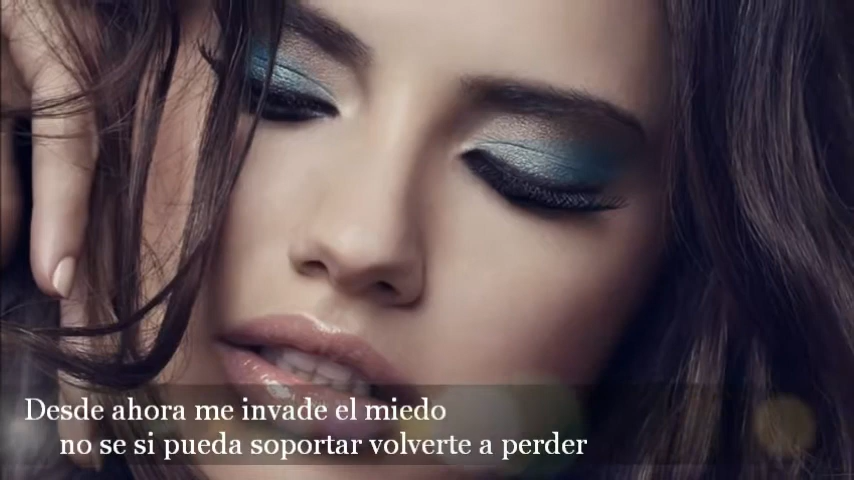 Desde ahora me invade el miedo
no se si pueda soportar volverte a perder